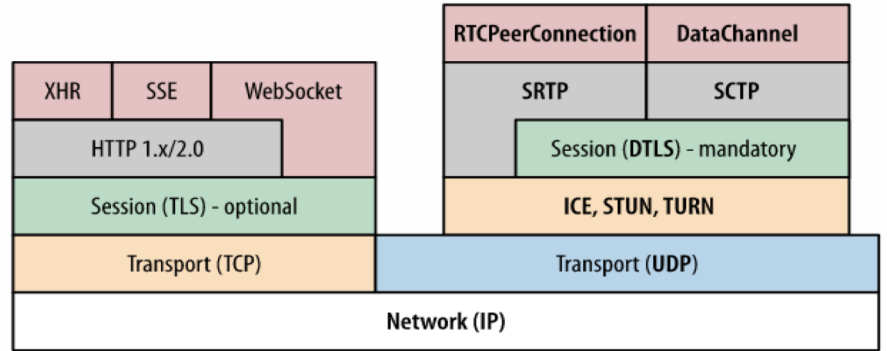 RTCPeerConnection
DataChannel
XHR
SSE
WebSocket
SRTP
SCTP
HTTP 1.x/2.0
Session (DTLS) - mandatory
Session (TLS) - optional
ICE, STUN, TURN
Transport (TCP)
Transport (UDP)
Network (IP)